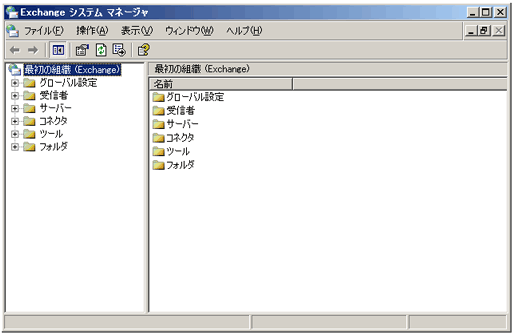 Exchange システム マネージャ
ファイル(F) 操作(A) 表示(V) ウィンドウ(W) ヘルプ(H)
最初の組織 (Exchange)
グローバル設定
受信者
サーバー
コネクタ
ツール
フォルダ
最初の組織 (Exchange)
名前
グローバル設定
受信者
サーバー
コネクタ
ツール
フォルダ